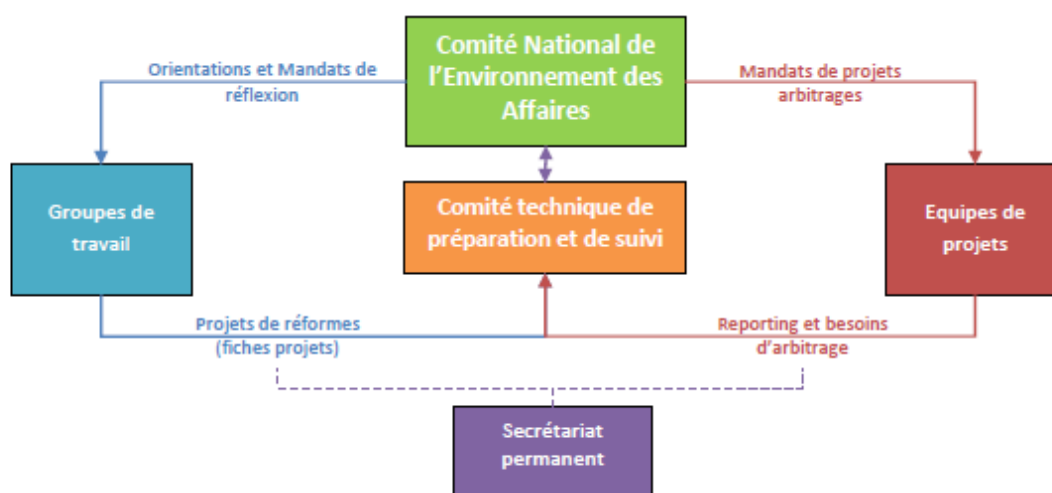 Comité National de
l'Environnement des
Affaires
Orientations et Mandats de
réflexion
Mandats de projets
arbitrages
Groupes de
travail
Comité technique de
préparation et de suivi
Equipes de
projets
Projets de réformes
(fiches projets)
Reporting et besoins
d'arbitrage
Secrétariat
permanent